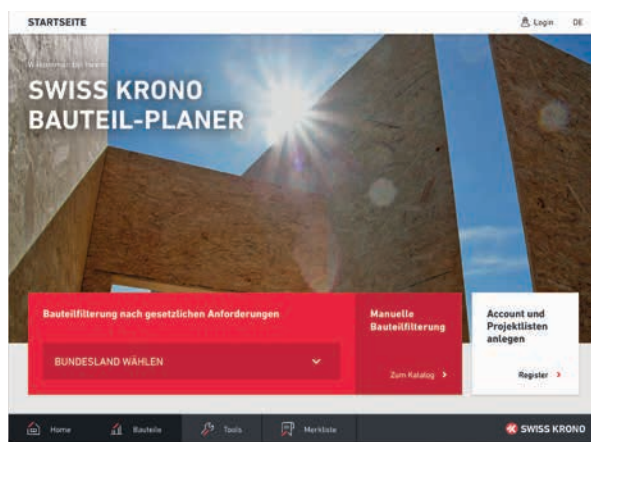 STARTSEITE
Login DE
SWISS KRONO
BAUTEIL-PLANER
Bauteilfilterung nach gesetzlichen Anforderungen
BUNDESLAND WÄHLEN
Manuelle
Bauteilfilterung
Zum Katalog
Account und
Projektlisten
anlegen
Register
Home Bauteile Tools Merkliste SWISS KRONO